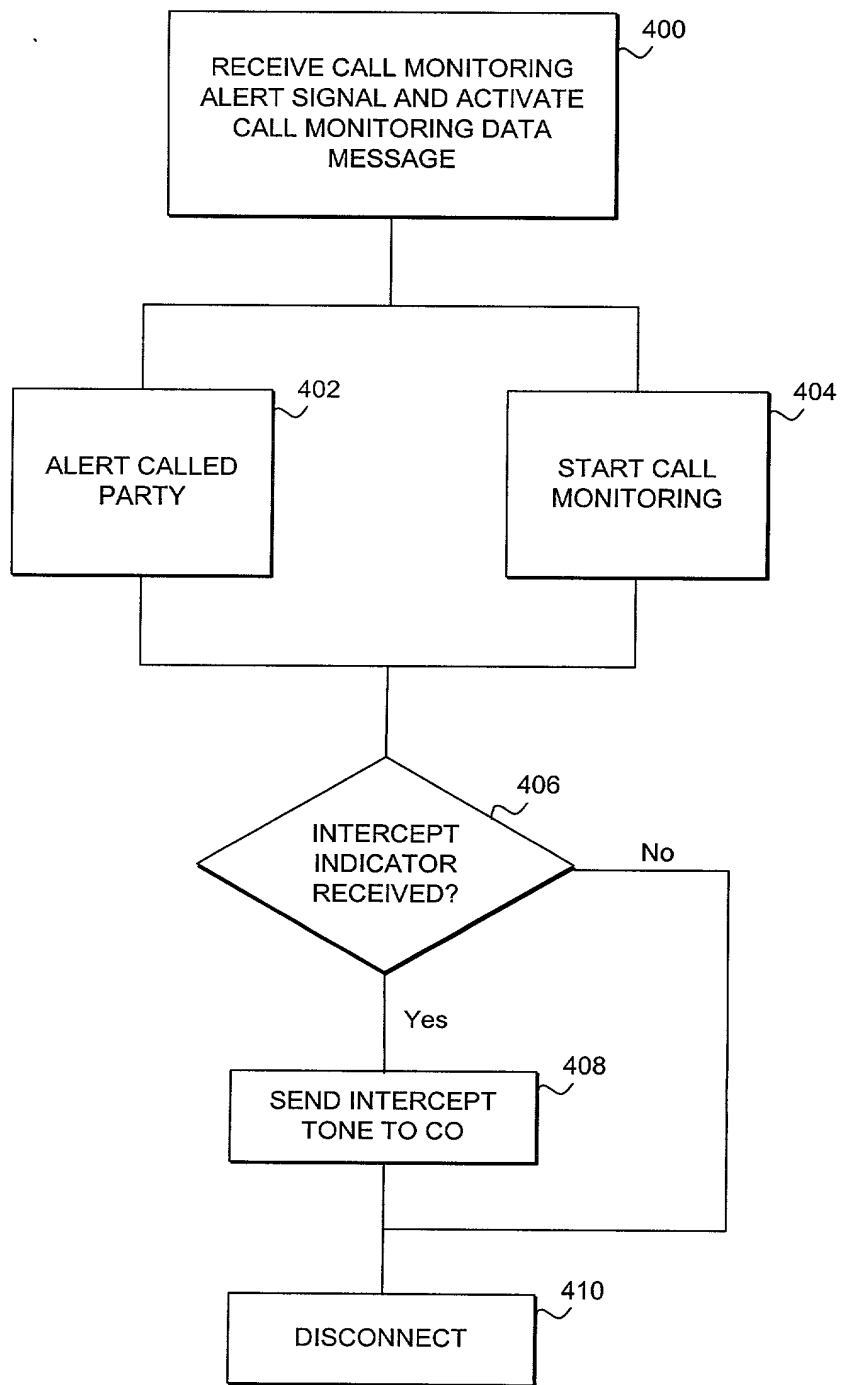 400
RECEIVE CALL MONITORING
ALERT SIGNAL AND ACTIVATE
CALL MONITORING DATA
MESSAGE
402
ALERT CALLED
PARTY
404
START CALL
MONITORING
406
INTERCEPT
INDICATOR
RECEIVED?
No
Yes
408
SEND INTERCEPT
TONE TO CO
410
DISCONNECT